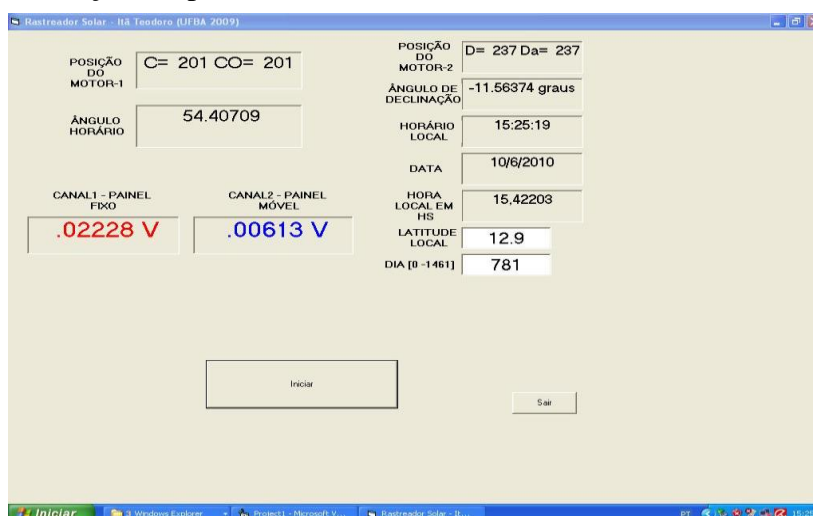 Rastreador Solar - Itã Teodoro (UFBA 2009)
POSIÇÃO
DO
MOTOR-1
C= 201 CO= 201
ÂNGULO
HORÁRIO
54.40709
CANAL1 - PAINEL
FIXO
.02228 V
CANAL2 - PAINEL
MÓVEL
.00613 V
POSIÇÃO
DO
MOTOR-2
D= 237 Da= 237
ÂNGULO DE
DECLINAÇÃO
-11.56374 graus
HORÁRIO
LOCAL
15:25:19
DATA
10/6/2010
HORA
LOCAL EM
HS
15,42203
LATITUDE
LOCAL
12.9
DIA [0 -1461]
781
Iniciar
Sair
Iniciar
3 Windows Explorer
Project1 - Microsoft V...
Rastreador Solar - It...
PT